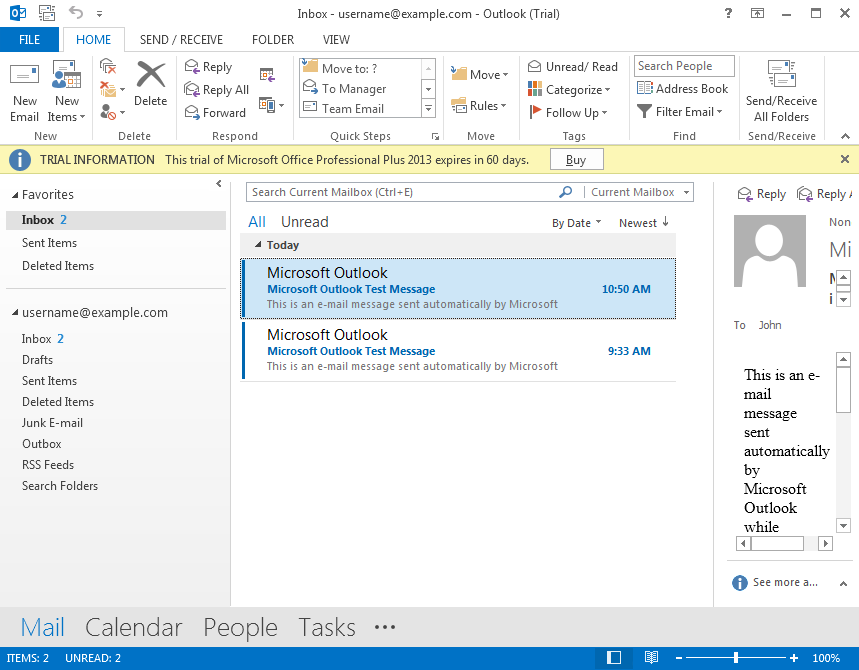 Inbox - username@example.com - Outlook (Trial)
?
FILE HOME SEND / RECEIVE FOLDER VIEW
New Email
New Items
Delete
Reply
Reply All
Forward
Move to: ?
To Manager
Team Email
Move
Rules
Unread/ Read
Categorize
Follow Up
Search People
Address Book
Filter Email
Send/Receive All Folders
New Delete Respond Quick Steps Move Tags Find Send/Receive
TRIAL INFORMATION This trial of Microsoft Office Professional Plus 2013 expires in 60 days. Buy
Favorites
Inbox 2
Sent Items
Deleted Items
username@example.com
Inbox 2
Drafts
Sent Items
Deleted Items
Junk E-mail
Outbox
RSS Feeds
Search Folders
Search Current Mailbox (Ctrl+E) Current Mailbox
All Unread By Date Newest
Today
Microsoft Outlook
Microsoft Outlook Test Message 10:50 AM
This is an e-mail message sent automatically by Microsoft
Microsoft Outlook
Microsoft Outlook Test Message 9:33 AM
This is an e-mail message sent automatically by Microsoft
Reply Reply A
Non
Mi
To John
This is an e-
mail
message
sent
automatically
by
Microsoft
Outlook
while
See more a...
Mail Calendar People Tasks
ITEMS: 2 UNREAD: 2 100%